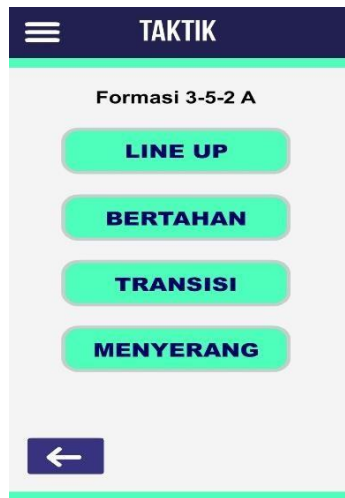 TAKTIK
Formasi 3-5-2 A
LINE UP
BERTAHAN
TRANSISI
MENYERANG